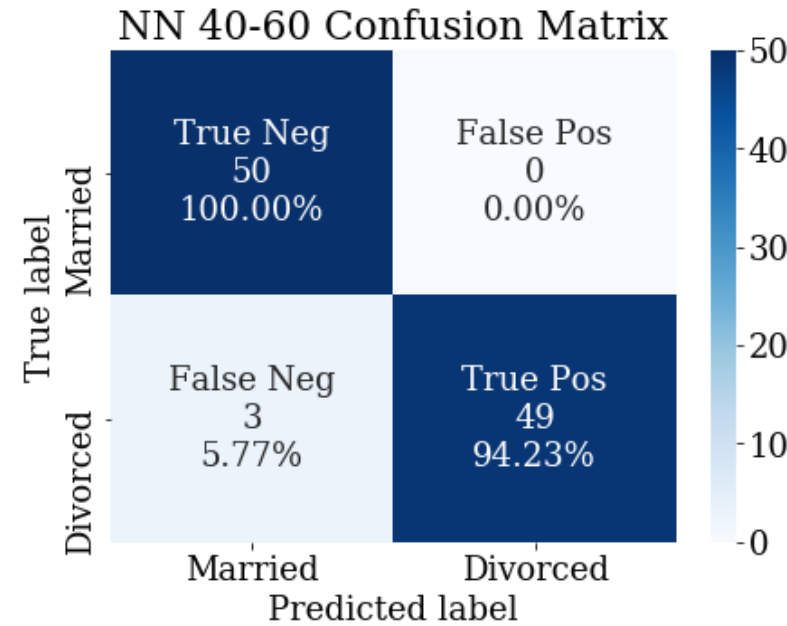 NN 40-60 Confusion Matrix
True label
Married
Divorced
True Neg
50
100.00%
False Pos
0
0.00%
False Neg
3
5.77%
True Pos
49
94.23%
Married
Divorced
Predicted label
50
40
30
20
10
0